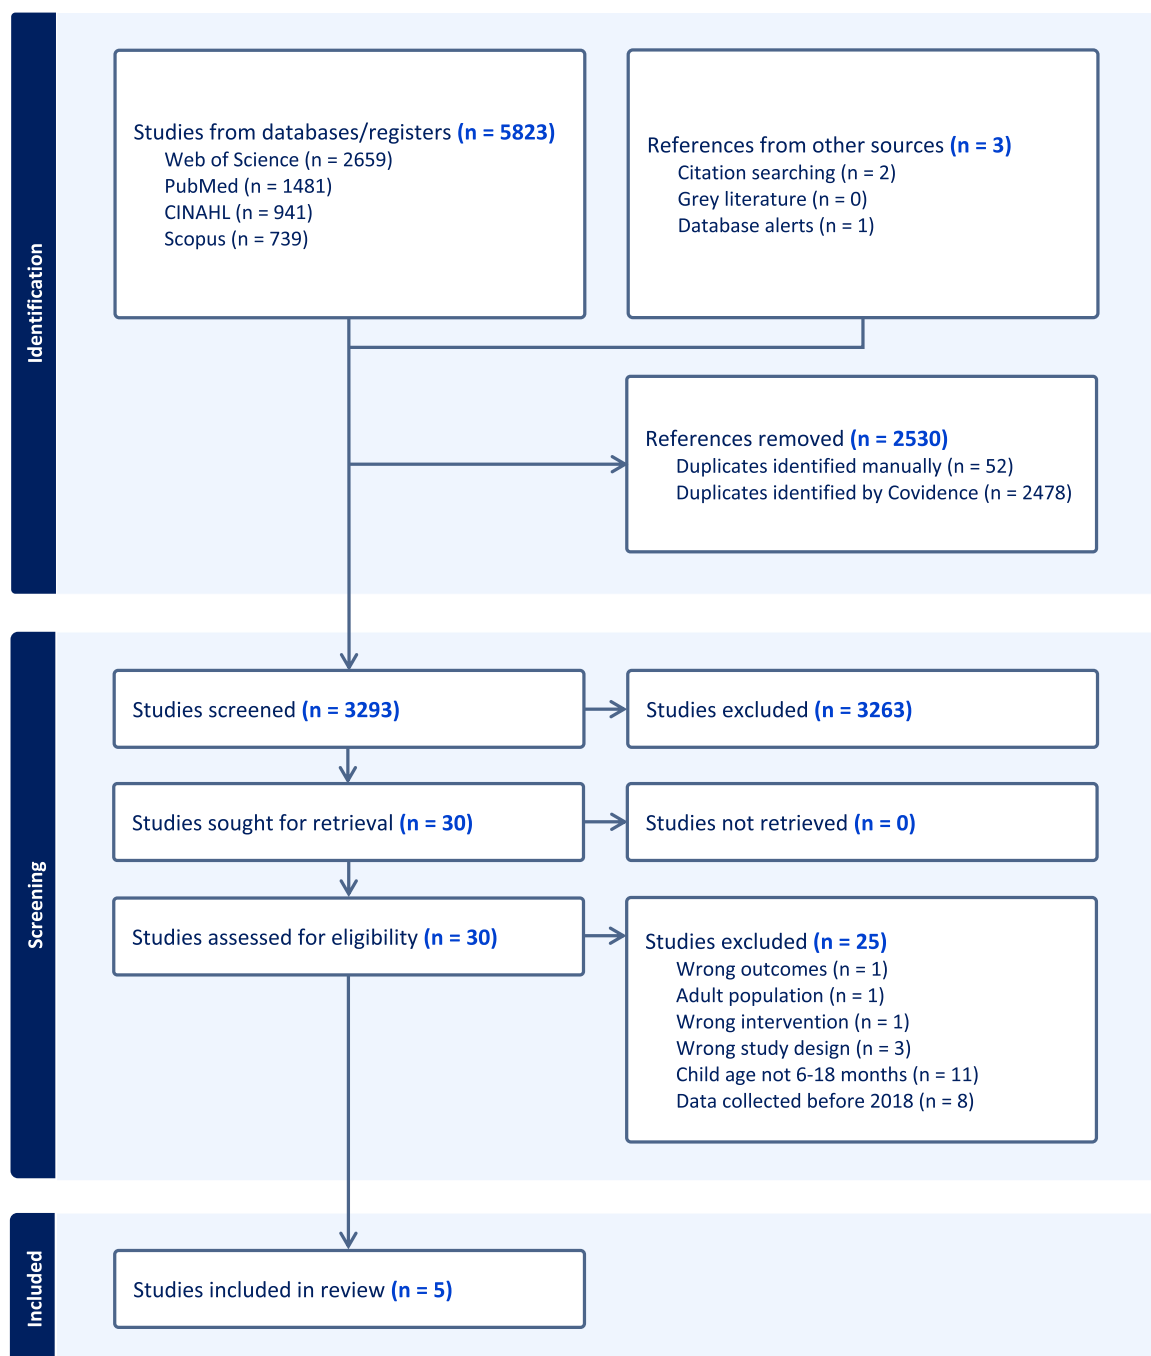 Identification
Studies from databases/registers (n = 5823)
Web of Science (n = 2659)
PubMed (n = 1481)
CINAHL (n = 941)
Scopus (n = 739)
References from other sources (n = 3)
Citation searching (n = 2)
Grey literature (n = 0)
Database alerts (n = 1)
References removed (n = 2530)
Duplicates identified manually (n = 52)
Duplicates identified by Covidence (n = 2478)
Screening
Studies screened (n = 3293)
Studies excluded (n = 3263)
Studies sought for retrieval (n = 30)
Studies not retrieved (n = 0)
Studies assessed for eligibility (n = 30)
Studies excluded (n = 25)
Wrong outcomes (n = 1)
Adult population (n = 1)
Wrong intervention (n = 1)
Wrong study design (n = 3)
Child age not 6-18 months (n = 11)
Data collected before 2018 (n = 8)
Included
Studies included in review (n = 5)